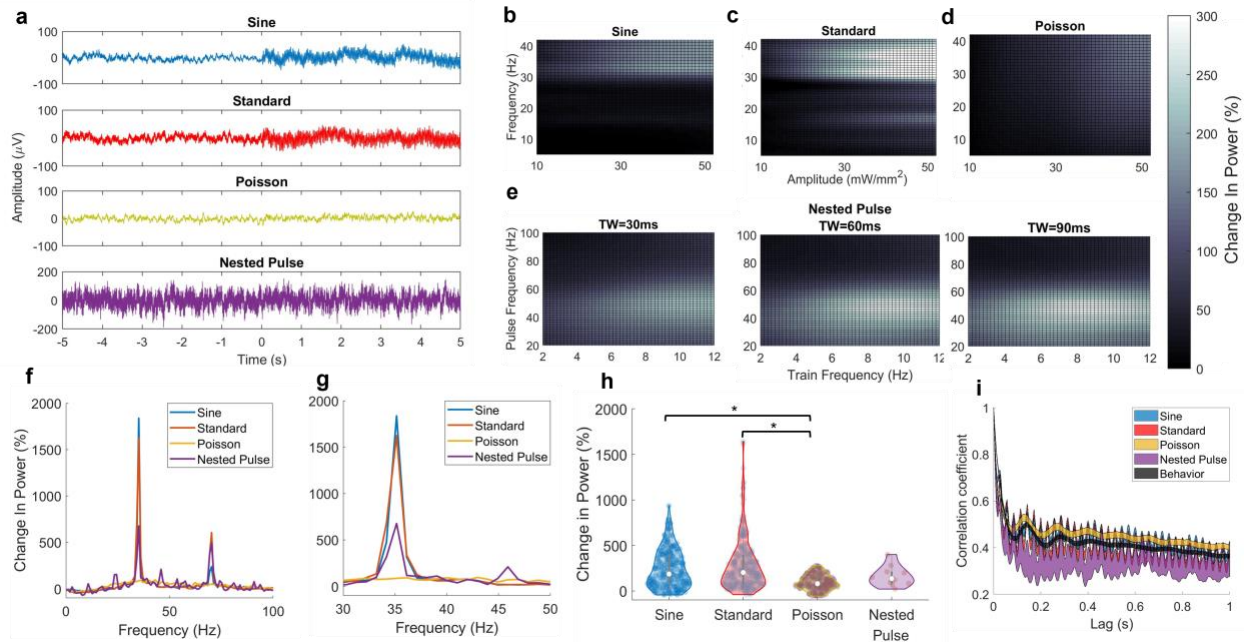 a
Sine
100
0
-100
Standard
100
0
-100
Poisson
100
0
-100
Nested Pulse
200
0
-200
-5 -4 -3 -2 -1 0 1 2 3 4 5
Time (s)
Amplitude (μV)
b
Sine
Frequency (Hz)
40
30
20
10
10 30 50
c
Standard
40
30
20
10
10 30 50
Amplitude (mW/mm²)
d
Poisson
40
30
20
10
10 30 50
300
250
200
150
100
50
0
Change In Power (%)
e
Nested Pulse
TW=30ms
Pulse Frequency (Hz)
100
80
60
40
20
2 4 6 8 10 12
TW=60ms
100
80
60
40
20
2 4 6 8 10 12
Train Frequency (Hz)
TW=90ms
100
80
60
40
20
2 4 6 8 10 12
f
Change In Power (%)
2000
1500
1000
500
0
0 50 100
Frequency (Hz)
Sine
Standard
Poisson
Nested Pulse
g
2000
1500
1000
500
0
30 35 40 45 50
Frequency (Hz)
Sine
Standard
Poisson
Nested Pulse
h
Change in Power (%)
2000
1500
1000
500
0
*
*
Sine Standard Poisson Nested
Pulse
i
Correlation coefficient
1
0.8
0.6
0.4
0.2
0 0.2 0.4 0.6 0.8 1
Lag (s)
Sine
Standard
Poisson
Nested Pulse
Behavior